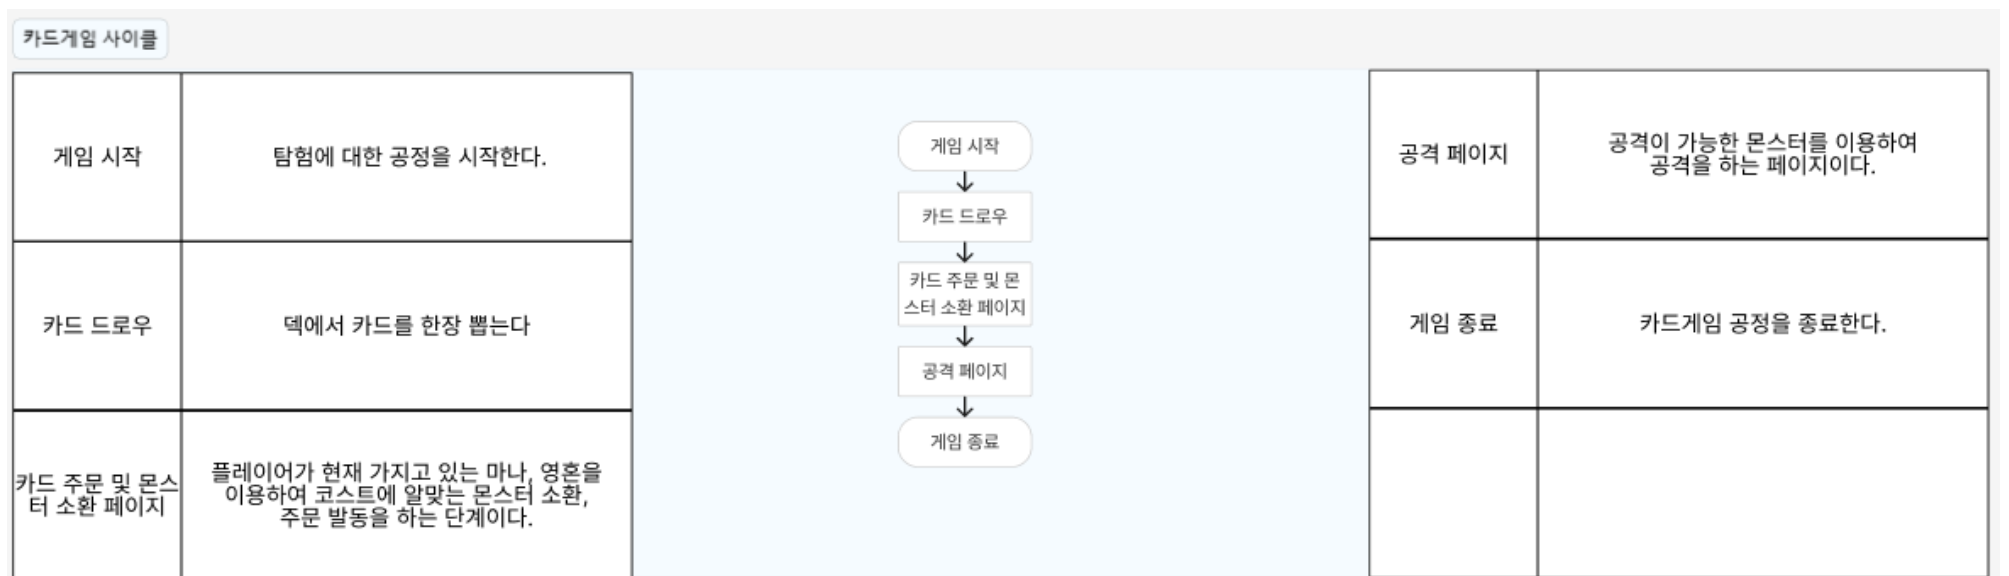 카드게임 사이클
게임 시작
탐험에 대한 공정을 시작한다.
카드 드로우
덱에서 카드를 한장 뽑는다
카드 주문 및 몬스
터 소환 페이지
플레이어가 현재 가지고 있는 마나, 영혼을
이용하여 코스트에 알맞는 몬스터 소환,
주문 발동을 하는 단계이다.
게임 시작
카드 드로우
카드 주문 및 몬
스터 소환 페이지
공격 페이지
게임 종료
공격 페이지
공격이 가능한 몬스터를 이용하여
공격을 하는 페이지이다.
게임 종료
카드게임 공정을 종료한다.